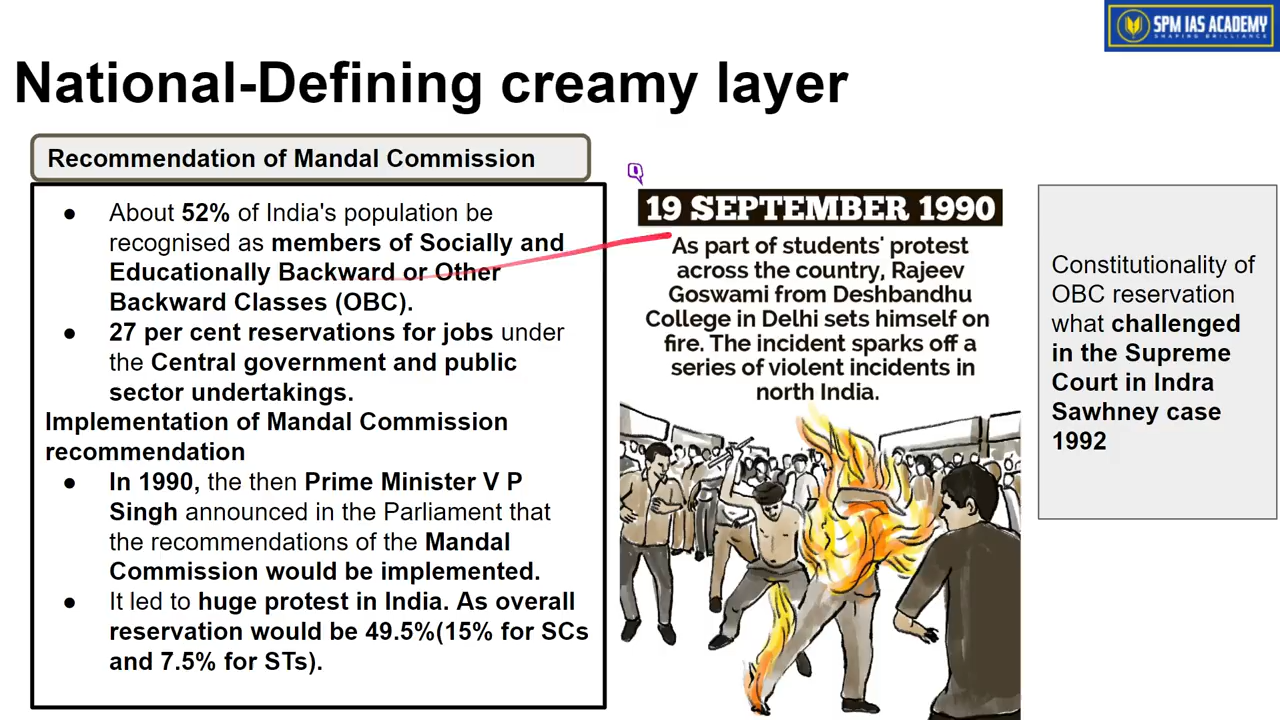 SPM IAS ACADEMY
SHAPING BRILLIANCE
National-Defining creamy layer
Recommendation of Mandal Commission
● About 52% of India's population be
recognised as members of Socially and
Educationally Backward or Other
Backward Classes (OBC).
● 27 per cent reservations for jobs under
the Central government and public
sector undertakings.
Implementation of Mandal Commission
recommendation
● In 1990, the then Prime Minister V P
Singh announced in the Parliament that
the recommendations of the Mandal
Commission would be implemented.
● It led to huge protest in India. As overall
reservation would be 49.5%(15% for SCs
and 7.5% for STs).
19 SEPTEMBER 1990
As part of students' protest
across the country, Rajeev
Goswami from Deshbandhu
College in Delhi sets himself on
fire. The incident sparks off a
series of violent incidents in
north India.
Constitutionality of
OBC reservation
what challenged
in the Supreme
Court in Indra
Sawhney case
1992